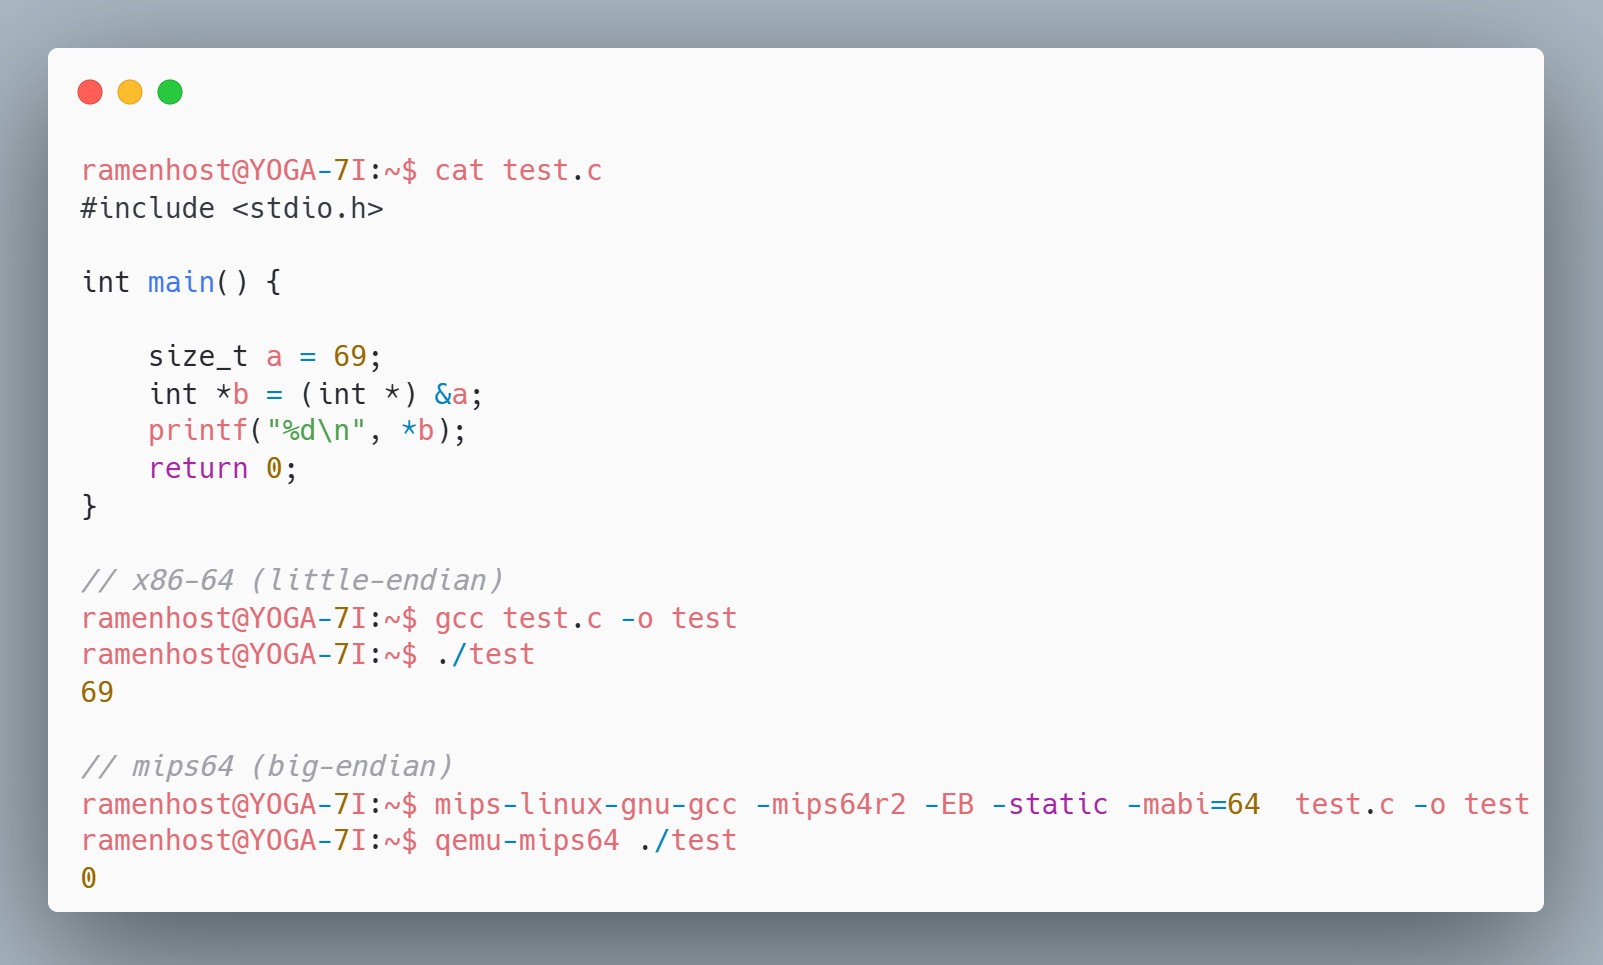 ramenhost@YOGA-7I:~$ cat test.c
#include <stdio.h>
int main() {
    size_t a = 69;
    int *b = (int *) &a;
    printf("%d\n", *b);
    return 0;
}
// x86-64 (little-endian)
ramenhost@YOGA-7I:~$ gcc test.c -o test
ramenhost@YOGA-7I:~$ ./test
69
// mips64 (big-endian)
ramenhost@YOGA-7I:~$ mips-linux-gnu-gcc -mips64r2 -EB -static -mabi=64  test.c -o test
ramenhost@YOGA-7I:~$ qemu-mips64 ./test
0